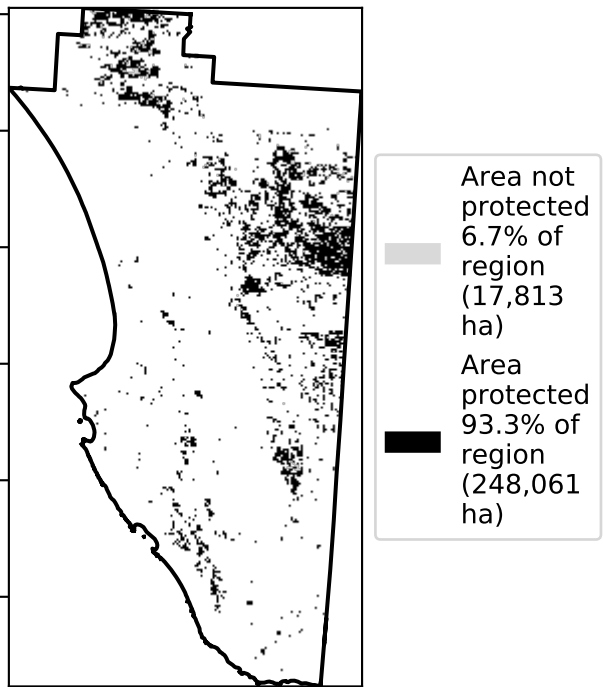 Area not
protected
6.7% of
region
(17,813
ha)
Area
protected
93.3% of
region
(248,061
ha)